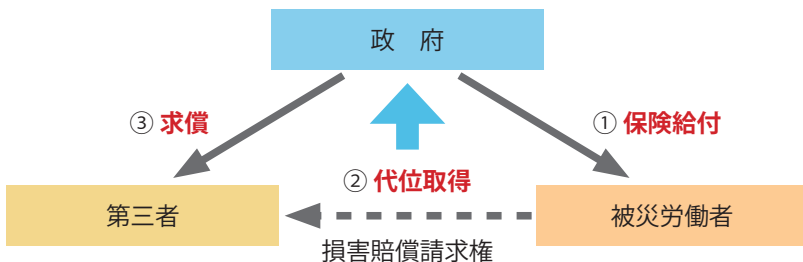 政　府
③ 求償
① 保険給付
② 代位取得
第三者
被災労働者
損害賠償請求権